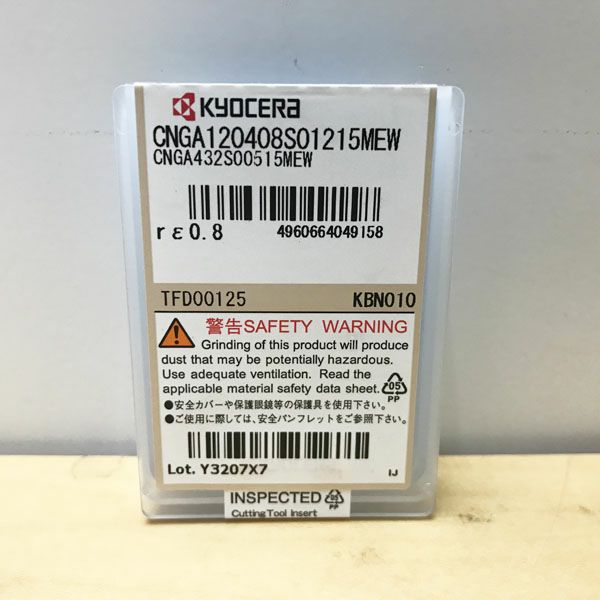 KYOCERA
CNGA120408S01215MEW
CNGA432S00515MEW
rε0.8 4960664049158
TFD00125 KBN010
警告SAFETY WARNING
Grinding of this product will produce
dust that may be potentially hazardous.
Use adequate ventilation. Read the
applicable material safety data sheet.
05
PP
●安全カバーや保護眼鏡等の保護具を使用下さい。
●ご使用に際しては、安全パンフレットをご参照下さい。
Lot. Y3207X7 IJ
INSPECTED 05
PP
Cutting Tool Insert